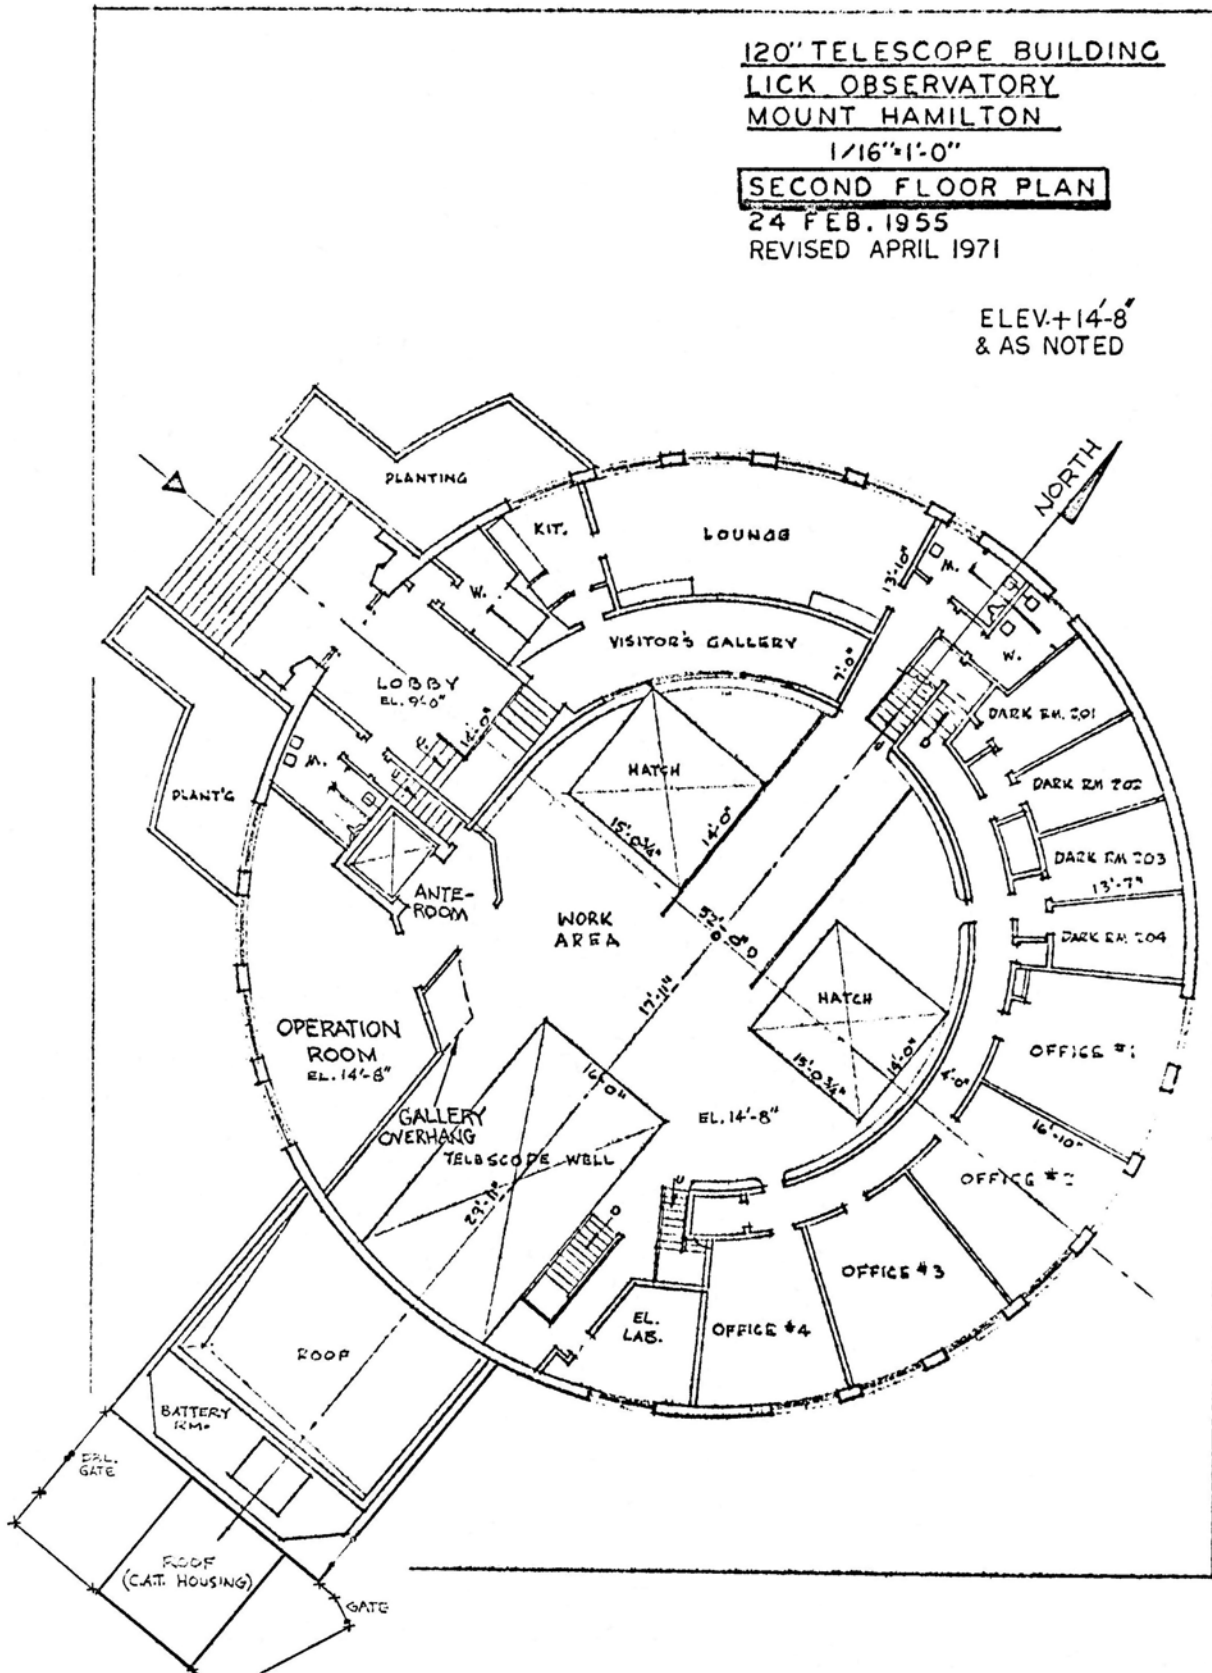 120" TELESCOPE BUILDING
LICK OBSERVATORY
MOUNT HAMILTON
1/16"=1'-0"
SECOND FLOOR PLAN
24 FEB. 1955
REVISED APRIL 1971
ELEV.+14'-8"
& AS NOTED
NORTH
PLANTING
KIT.
LOUNGE
13'-10"
M.
W.
W.
VISITOR'S GALLERY
7'-0"
LOBBY
EL. 9'-0"
DARK RM. 201
U
D
M.
U.
HATCH
PLANT'G
DARK RM 202
15'-0 3/4"
14'-0"
DARK RM 203
13'-7"
ANTE-
ROOM
WORK
AREA
52'-0"D
DARK RM. 204
HATCH
17'-11"
OPERATION
ROOM
EL. 14'-8"
OFFICE #1
16'-0"
15'-0 3/4"
14'-0"
4'-0"
GALLERY
OVERHANG
EL. 14'-8"
16'-10"
TELESCOPE WELL
OFFICE #2
29'-11"
U
D
OFFICE #3
EL.
LAB.
OFFICE #4
ROOF
BATTERY
RM.
DBL.
GATE
ROOF
(C.A.T. HOUSING)
GATE